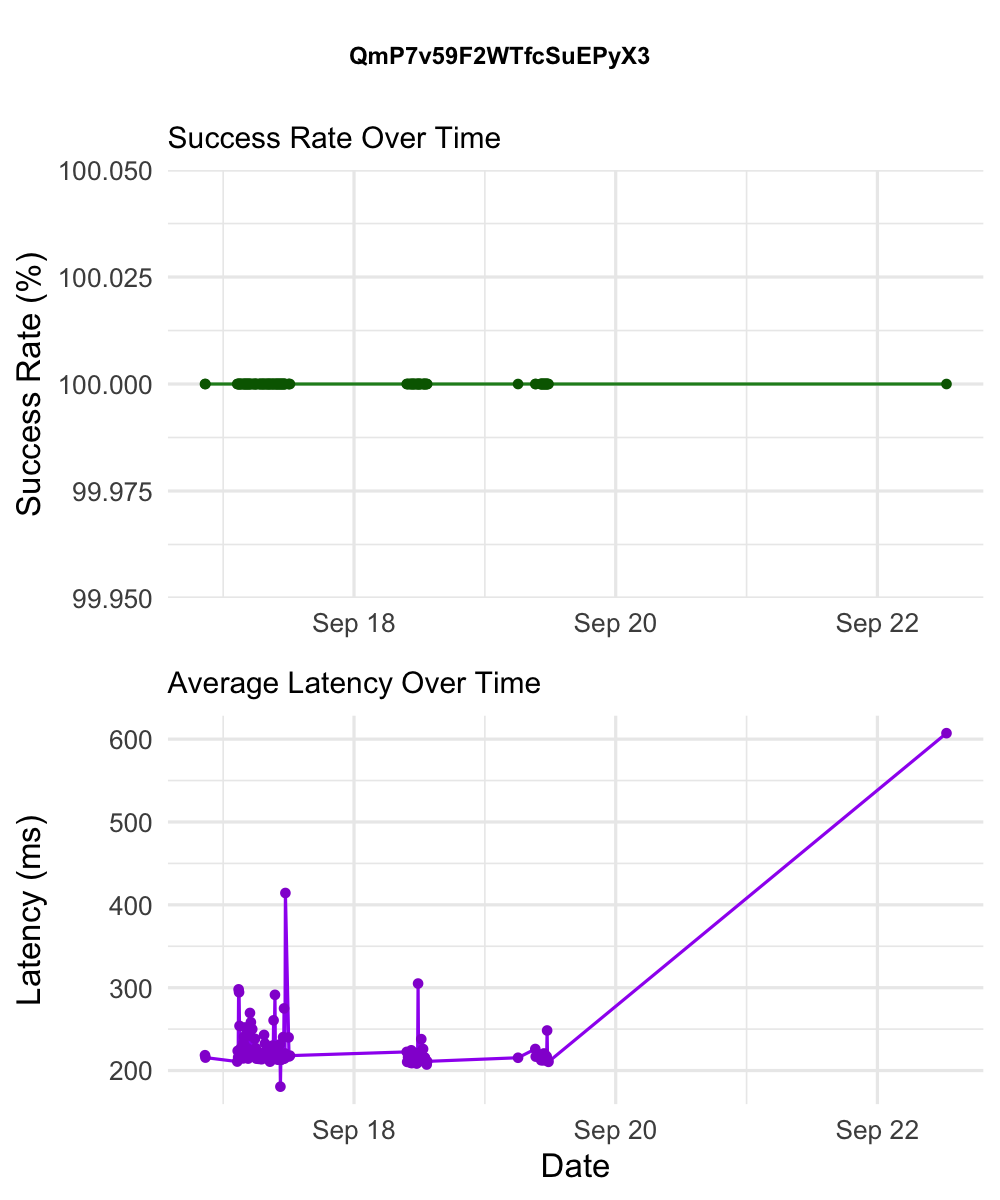 QmP7v59F2WTfcSuEPyX3
Success Rate Over Time
Success Rate (%)
100.050
100.025
100.000
99.975
99.950
Sep 18 Sep 20 Sep 22
Average Latency Over Time
Latency (ms)
600
500
400
300
200
Sep 18 Sep 20 Sep 22
Date